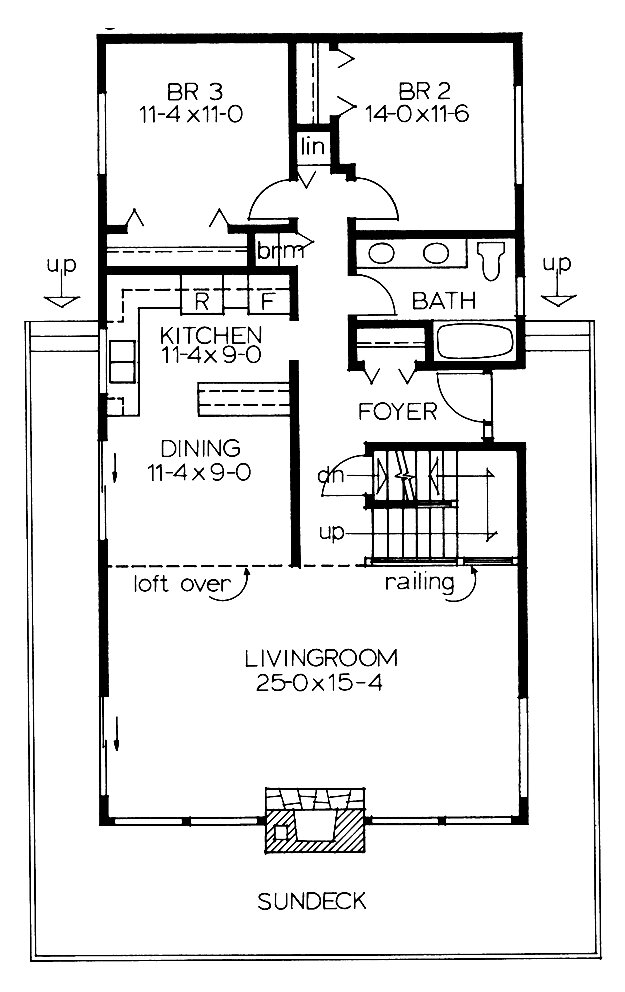 BR 3
11-4 x 11-0
BR 2
14-0 x 11-6
lin
brm
up
up
R
F
BATH
KITCHEN
11-4 x 9-0
FOYER
DINING
11-4 x 9-0
dn
up
loft over
railing
LIVINGROOM
25-0 x 15-4
SUNDECK